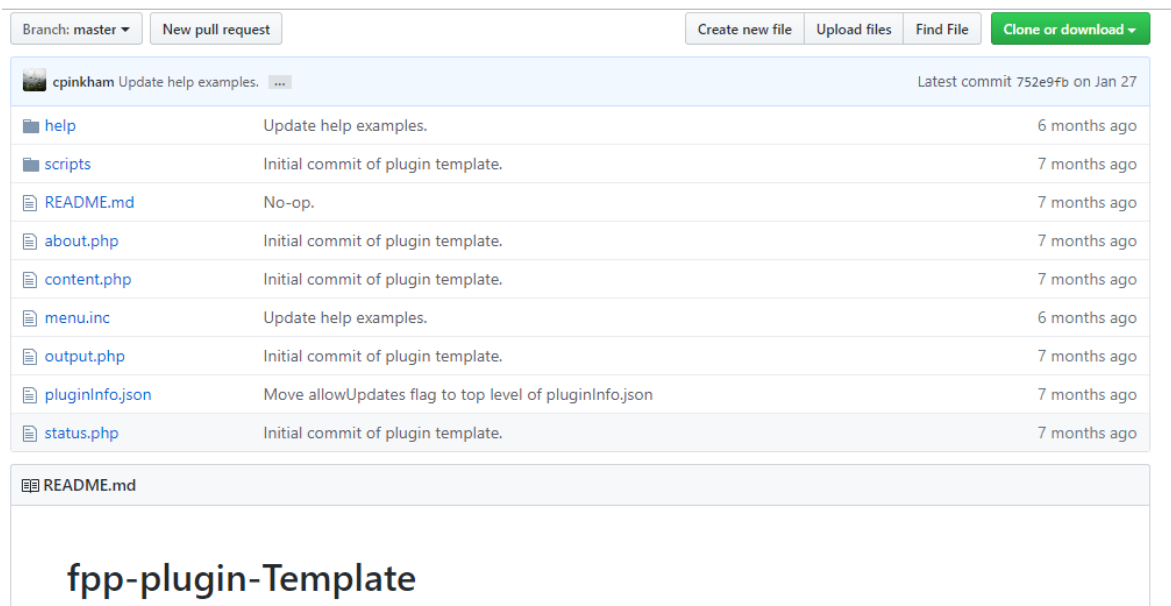 Branch: master New pull request Create new file Upload files Find File Clone or download
cpinkham Update help examples. ... Latest commit 752e9fb on Jan 27
help Update help examples. 6 months ago
scripts Initial commit of plugin template. 7 months ago
README.md No-op. 7 months ago
about.php Initial commit of plugin template. 7 months ago
content.php Initial commit of plugin template. 7 months ago
menu.inc Update help examples. 6 months ago
output.php Initial commit of plugin template. 7 months ago
pluginInfo.json Move allowUpdates flag to top level of pluginInfo.json 7 months ago
status.php Initial commit of plugin template. 7 months ago
README.md
fpp-plugin-Template